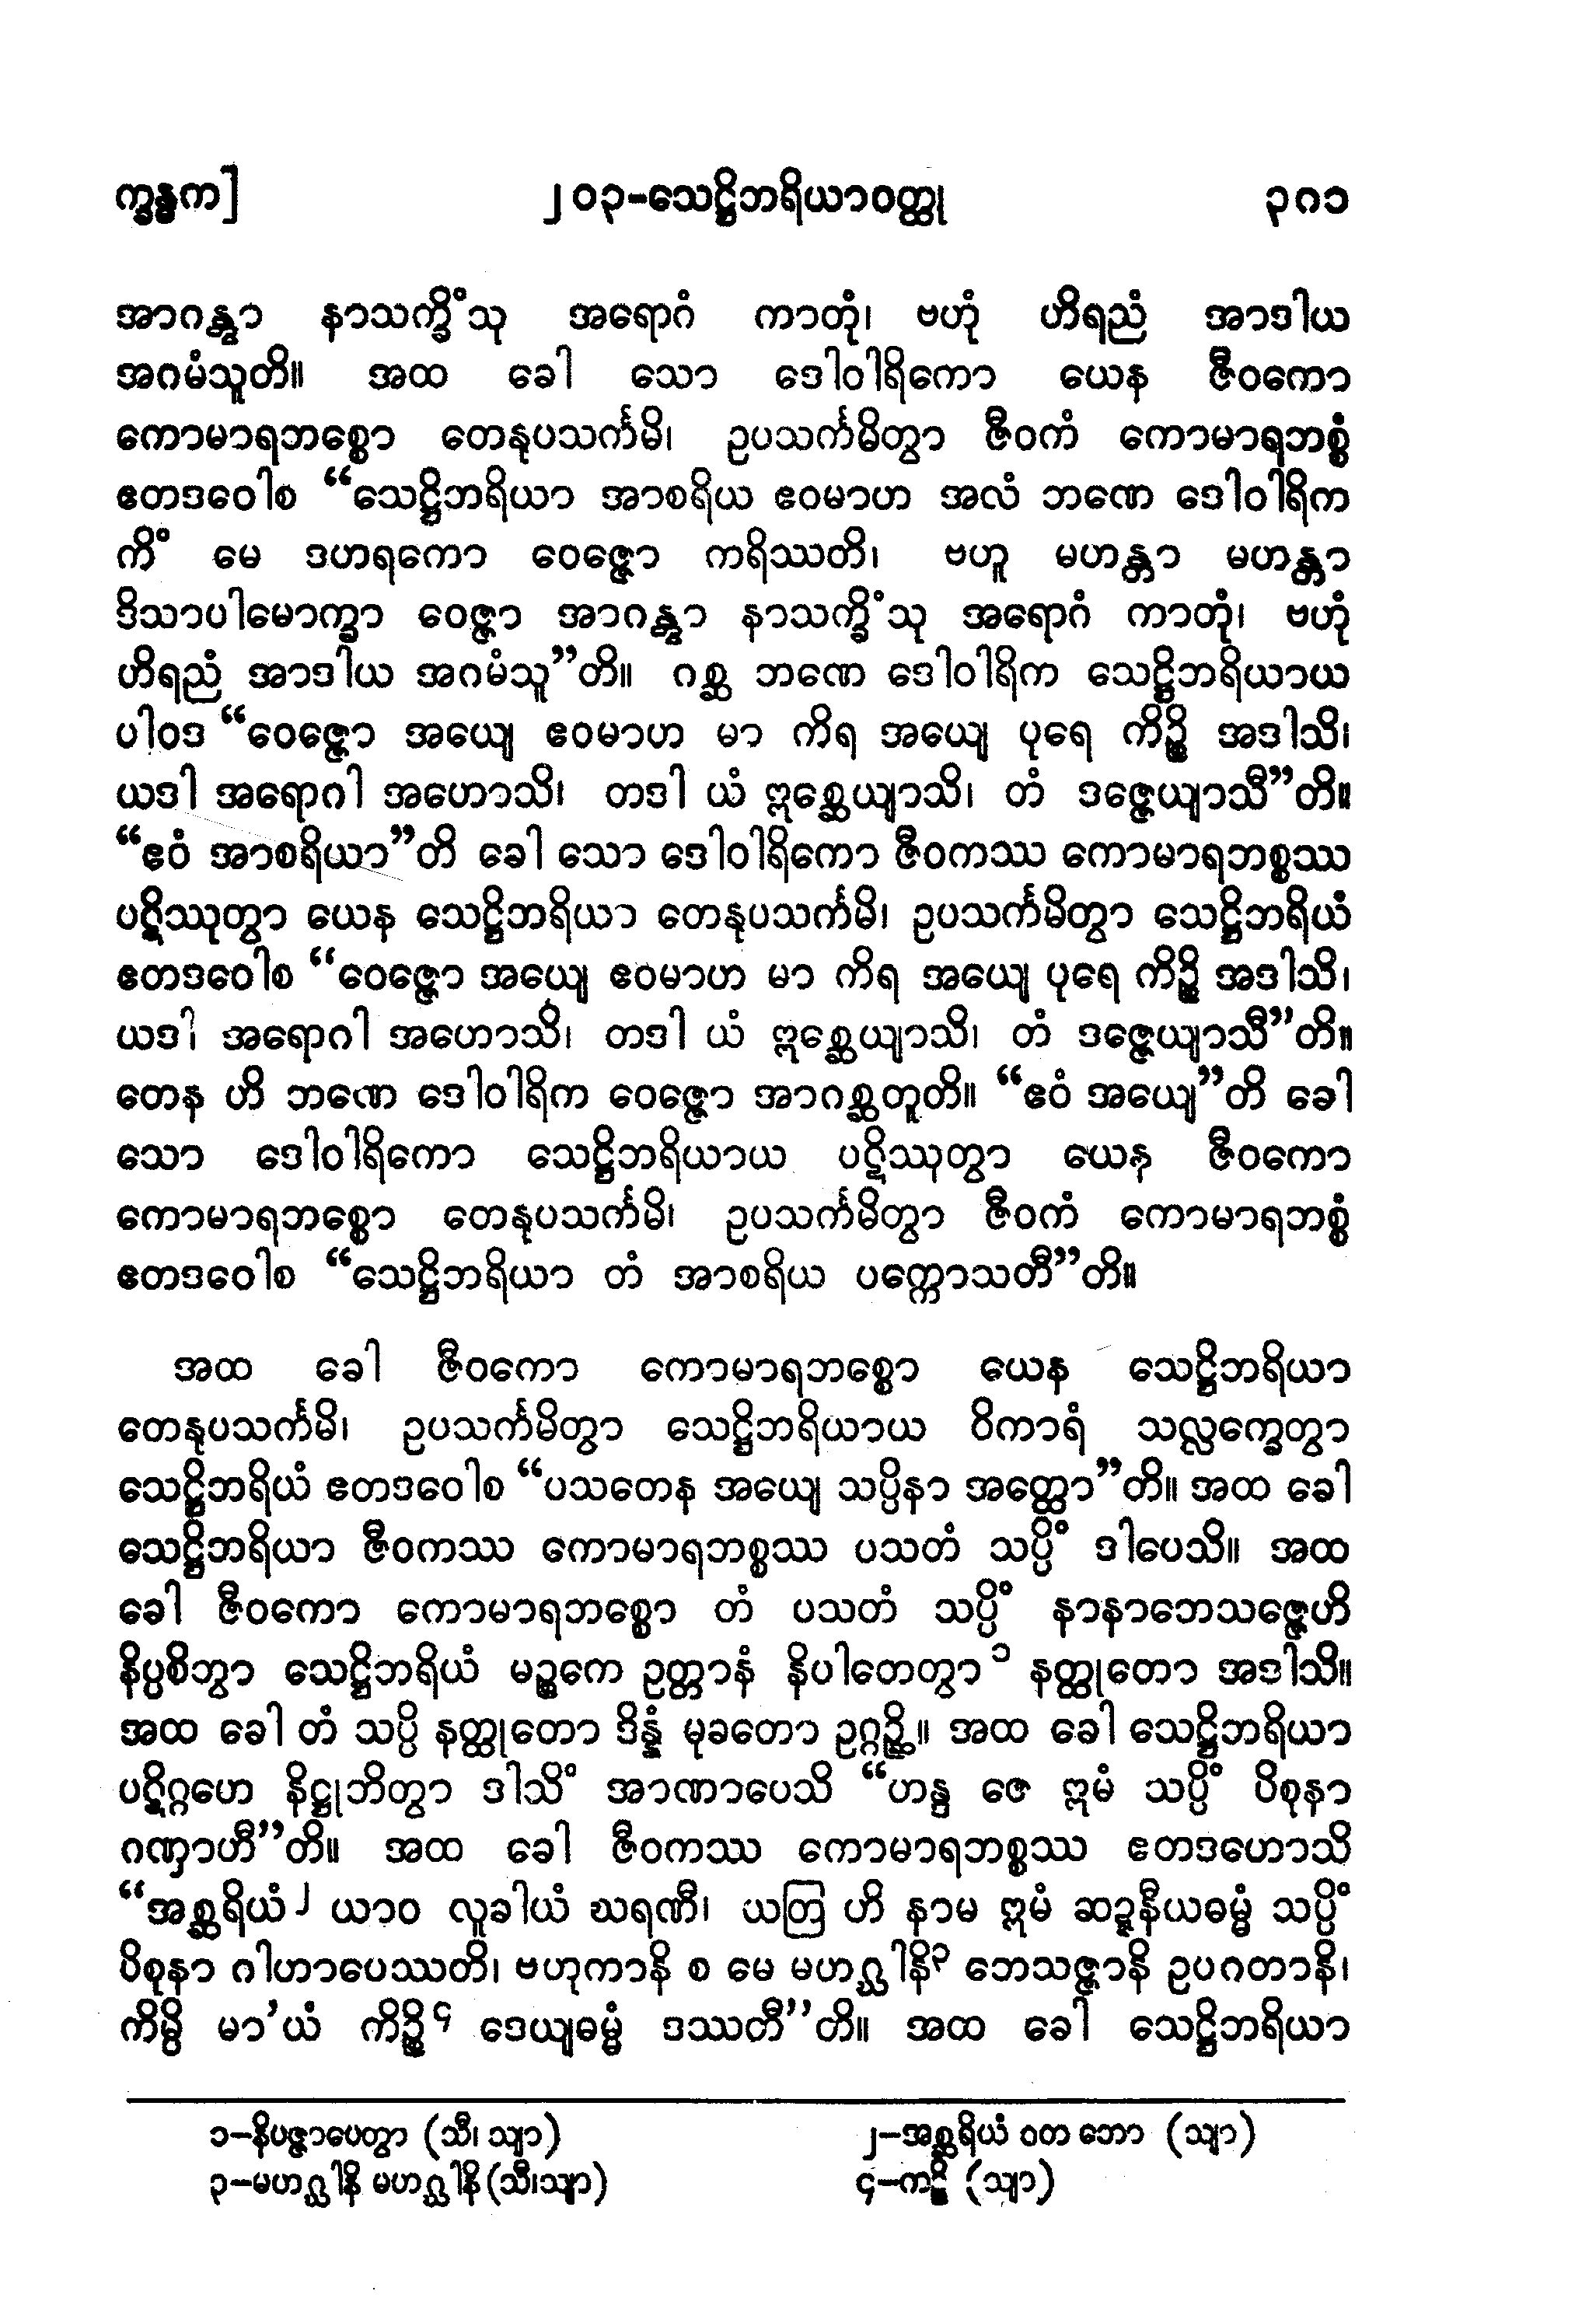 က္ခန္ဓက]
၂၀၃-သေဋ္ဌိဘရိယာဝတ္ထု
၃၈၁
အာဂန္တွာ နာသက္ခိံသု အရောဂံ ကာတုံ၊ ဗဟုံ ဟိရညံ အာဒါယ
အဂမံသူတိ။ အထ ခေါ သော ဒေါဝါရိကော ယေန ဇီဝကော
ကောမာရဘစ္စော တေနုပသင်္ကမိ၊ ဥပသင်္ကမိတွာ ဇီဝကံ ကောမာရဘစ္စံ
ဧတဒဝေါစ “သေဋ္ဌိဘရိယာ အာစရိယ ဧဝမာဟ အလံ ဘဏေ ဒေါဝါရိက
ကိံ မေ ဒဟရကော ဝေဇ္ဇော ကရိဿတိ၊ ဗဟူ မဟန္တာ မဟန္တာ
ဒိသာပါမောက္ခာ ဝေဇ္ဇာ အာဂန္တွာ နာသက္ခိံသု အရောဂံ ကာတုံ၊ ဗဟုံ
ဟိရညံ အာဒါယ အဂမံသူ”တိ။ ဂစ္ဆ ဘဏေ ဒေါဝါရိက သေဋ္ဌိဘရိယာယ
ပါဝဒ “ဝေဇ္ဇော အယျေ ဧဝမာဟ မာ ကိရ အယျေ ပုရေ ကိဉ္စိ အဒါသိ၊
ယဒါ အရောဂါ အဟောသိ၊ တဒါ ယံ ဣစ္ဆေယျာသိ၊ တံ ဒဇ္ဇေယျာသီ”တိ။
“ဧဝံ အာစရိယာ”တိ ခေါ သော ဒေါဝါရိကော ဇီဝကဿ ကောမာရဘစ္စဿ
ပဋိဿုတွာ ယေန သေဋ္ဌိဘရိယာ တေနုပသင်္ကမိ၊ ဥပသင်္ကမိတွာ သေဋ္ဌိဘရိယံ
ဧတဒဝေါစ “ဝေဇ္ဇော အယျေ ဧဝမာဟ မာ ကိရ အယျေ ပုရေ ကိဉ္စိ အဒါသိ၊
ယဒါ အရောဂါ အဟောသိ၊ တဒါ ယံ ဣစ္ဆေယျာသိ၊ တံ ဒဇ္ဇေယျာသီ”တိ။
တေန ဟိ ဘဏေ ဒေါဝါရိက ဝေဇ္ဇော အာဂစ္ဆတူတိ။ “ဧဝံ အယျေ”တိ ခေါ
သော ဒေါဝါရိကော သေဋ္ဌိဘရိယာယ ပဋိဿုတွာ ယေန ဇီဝကော
ကောမာရဘစ္စော တေနုပသင်္ကမိ၊ ဥပသင်္ကမိတွာ ဇီဝကံ ကောမာရဘစ္စံ
ဧတဒဝေါစ “သေဋ္ဌိဘရိယာ တံ အာစရိယ ပက္ကောသတီ”တိ။
အထ ခေါ ဇီဝကော ကောမာရဘစ္စော ယေန သေဋ္ဌိဘရိယာ
တေနုပသင်္ကမိ၊ ဥပသင်္ကမိတွာ သေဋ္ဌိဘရိယာယ ဝိကာရံ သလ္လက္ခေတွာ
သေဋ္ဌိဘရိယံ ဧတဒဝေါစ “ပသတေန အယျေ သပ္ပိနာ အတ္ထော”တိ။ အထ ခေါ
သေဋ္ဌိဘရိယာ ဇီဝကဿ ကောမာရဘစ္စဿ ပသတံ သပ္ပိံ ဒါပေသိ။ အထ
ခေါ ဇီဝကော ကောမာရဘစ္စော တံ ပသတံ သပ္ပိံ နာနာဘေသဇ္ဇေဟိ
နိပ္ပစိတွာ သေဋ္ဌိဘရိယံ မဉ္စကေ ဥတ္တာနံ နိပါတေတွာ ၁ နတ္ထုတော အဒါသိ။
အထ ခေါ တံ သပ္ပိ နတ္ထုတော ဒိန္နံ မုခတော ဥဂ္ဂဉ္ဆိ။ အထ ခေါ သေဋ္ဌိဘရိယာ
ပဋိဂ္ဂဟေ နိဋ္ဌုဘိတွာ ဒါသိံ အာဏာပေသိ “ဟန္ဒ ဇေ ဣမံ သပ္ပိံ ပိစုနာ
ဂဏှာဟီ”တိ။ အထ ခေါ ဇီဝကဿ ကောမာရဘစ္စဿ ဧတဒဟောသိ
“အစ္ဆရိယံ၂ ယာဝ လူခါယံ ဃရဏီ၊ ယတြ ဟိ နာမ ဣမံ ဆဍ္ဍနီယဓမ္မံ သပ္ပိံ
ပိစုနာ ဂါဟာပေဿတိ၊ ဗဟုကာနိ စ မေ မဟဂ္ဃါနိ၃ ဘေသဇ္ဇာနိ ဥပဂတာနိ၊
ကိမ္ပိ မာ’ယံ ကိဉ္စိ၄ ဒေယျဓမ္မံ ဒဿတီ”တိ။ အထ ခေါ သေဋ္ဌိဘရိယာ
၁-နိပဇ္ဇာပေတွာ (သီ၊ သျာ)
၂-အစ္ဆရိယံ ဝတ ဘော (သျာ)
၃-မဟဂ္ဃါနိ မဟဂ္ဃါနိ (သီ၊သျာ)
၄-ကဉ္စိ (သျာ)